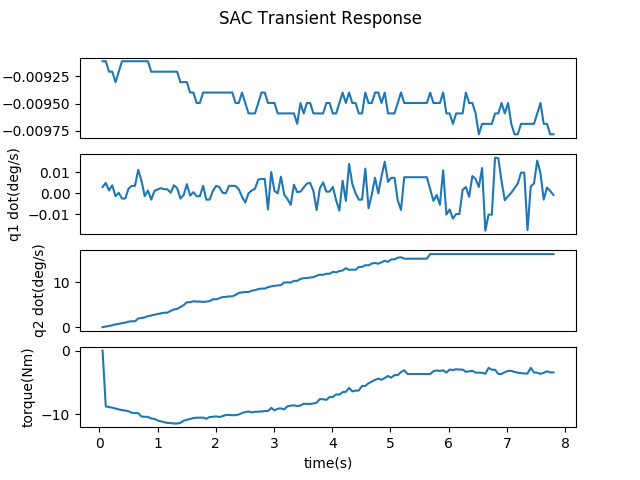 SAC Transient Response
−0.00925
−0.00950
−0.00975
q1 dot(deg/s)
0.01
0.00
−0.01
q2 dot(deg/s)
10
0
torque(Nm)
0
−10
0 1 2 3 4 5 6 7 8
time(s)